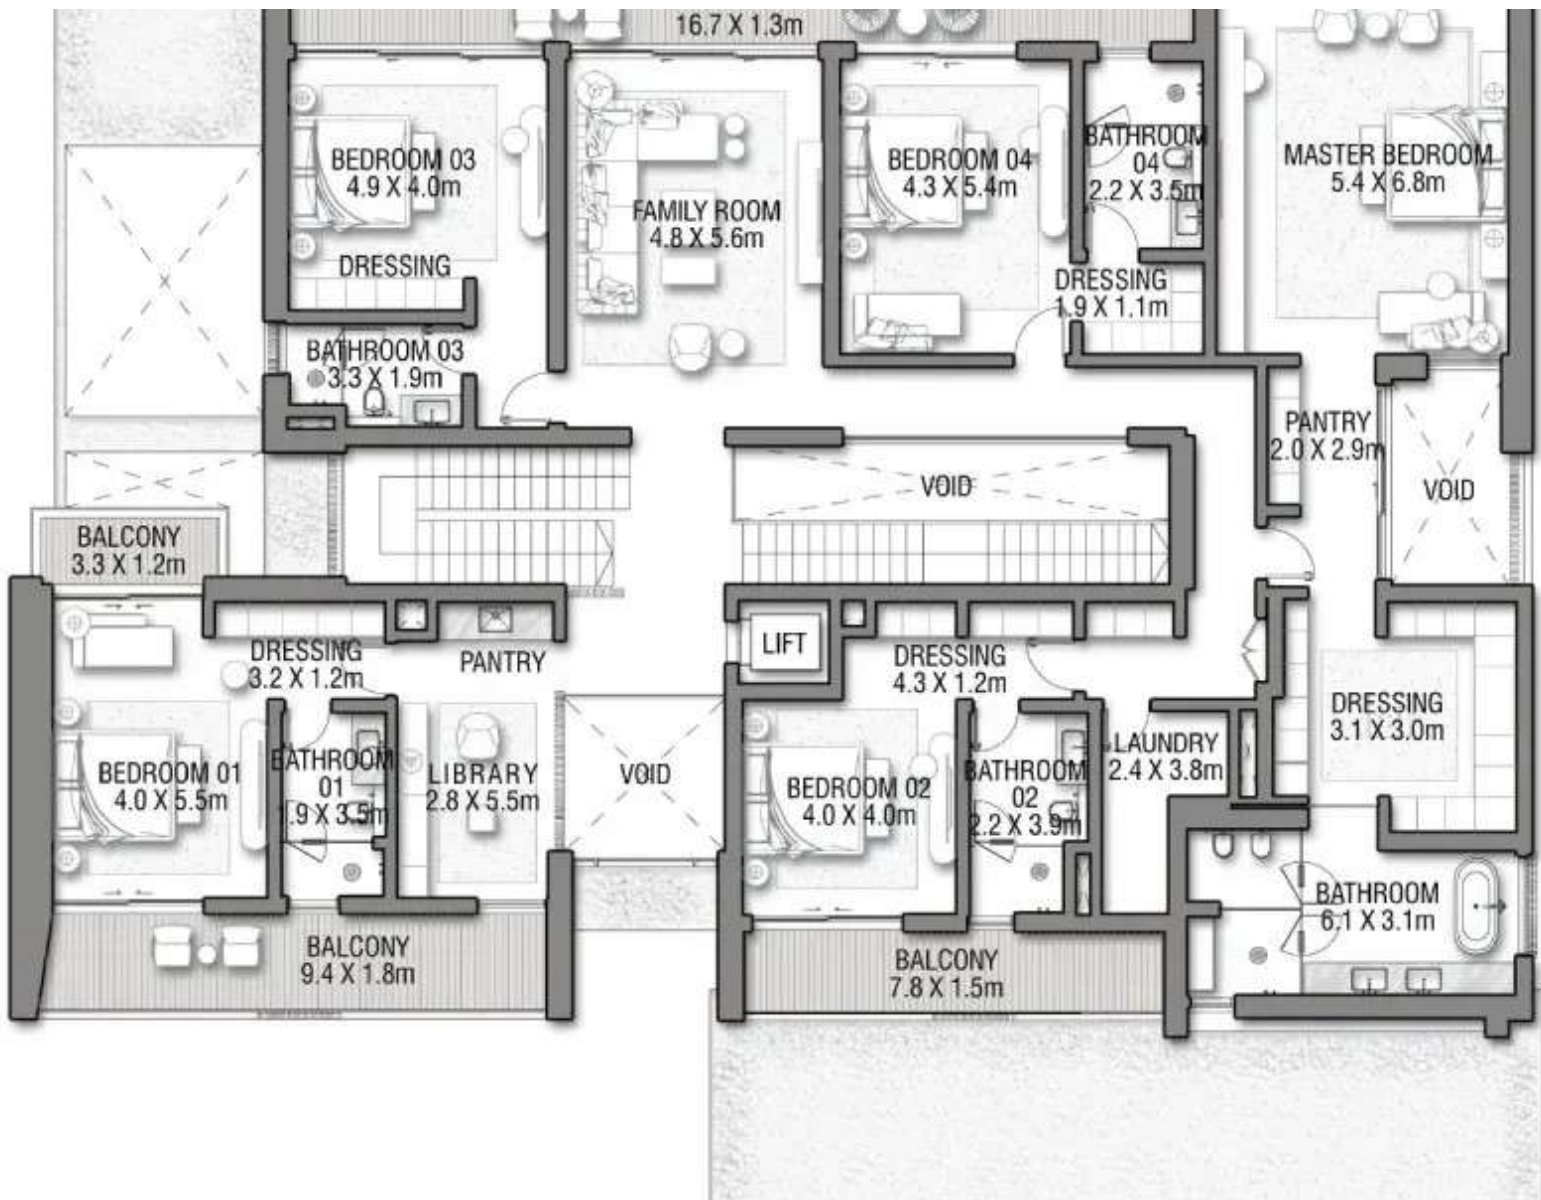 16.7 X 1.3m
BEDROOM 03
4.9 X 4.0m
DRESSING
BATHROOM 03
3.3 X 1.9m
FAMILY ROOM
4.8 X 5.6m
BEDROOM 04
4.3 X 5.4m
BATHROOM
04
2.2 X 3.5m
DRESSING
1.9 X 1.1m
MASTER BEDROOM
5.4 X 6.8m
PANTRY
2.0 X 2.9m
VOID
VOID
BALCONY
3.3 X 1.2m
DRESSING
3.2 X 1.2m
PANTRY
LIFT
DRESSING
4.3 X 1.2m
DRESSING
3.1 X 3.0m
BEDROOM 01
4.0 X 5.5m
BATHROOM
01
1.9 X 3.5m
LIBRARY
2.8 X 5.5m
VOID
BEDROOM 02
4.0 X 4.0m
BATHROOM
02
2.2 X 3.9m
LAUNDRY
2.4 X 3.8m
BATHROOM
6.1 X 3.1m
BALCONY
9.4 X 1.8m
BALCONY
7.8 X 1.5m